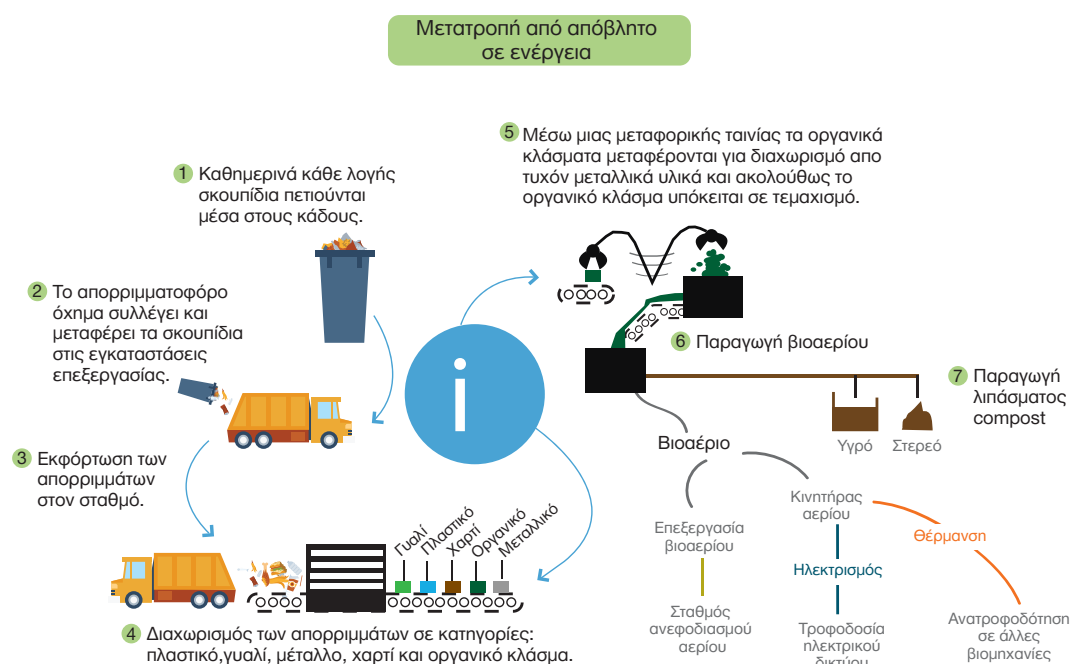 Μετατροπή από απόβλητο
σε ενέργεια
1 Καθημερινά κάθε λογής
σκουπίδια πετιούνται
μέσα στους κάδους.
2 Το απορριμματοφόρο
όχημα συλλέγει και
μεταφέρει τα σκουπίδια
στις εγκαταστάσεις
επεξεργασίας.
3 Εκφόρτωση των
απορριμμάτων
στον σταθμό.
Γυαλί
Πλαστικό
Χαρτί
Οργανικό
Μεταλλικό
4 Διαχωρισμός των απορριμμάτων σε κατηγορίες:
πλαστικό,γυαλί, μέταλλο, χαρτί και οργανικό κλάσμα.
i
5 Μέσω μιας μεταφορικής ταινίας τα οργανικά
κλάσματα μεταφέρονται για διαχωρισμό απο
τυχόν μεταλλικά υλικά και ακολούθως το
οργανικό κλάσμα υπόκειται σε τεμαχισμό.
6 Παραγωγή βιοαερίου
7 Παραγωγή
λιπάσματος
compost
Υγρό
Στερεό
Βιοαέριο
Επεξεργασία
βιοαερίου
Σταθμός
ανεφοδιασμού
αερίου
Κινητήρας
αερίου
Ηλεκτρισμός
Τροφοδοσία
ηλεκτρικού
δικτύου
Θέρμανση
Ανατροφοδότηση
σε άλλες
βιομηχανίες